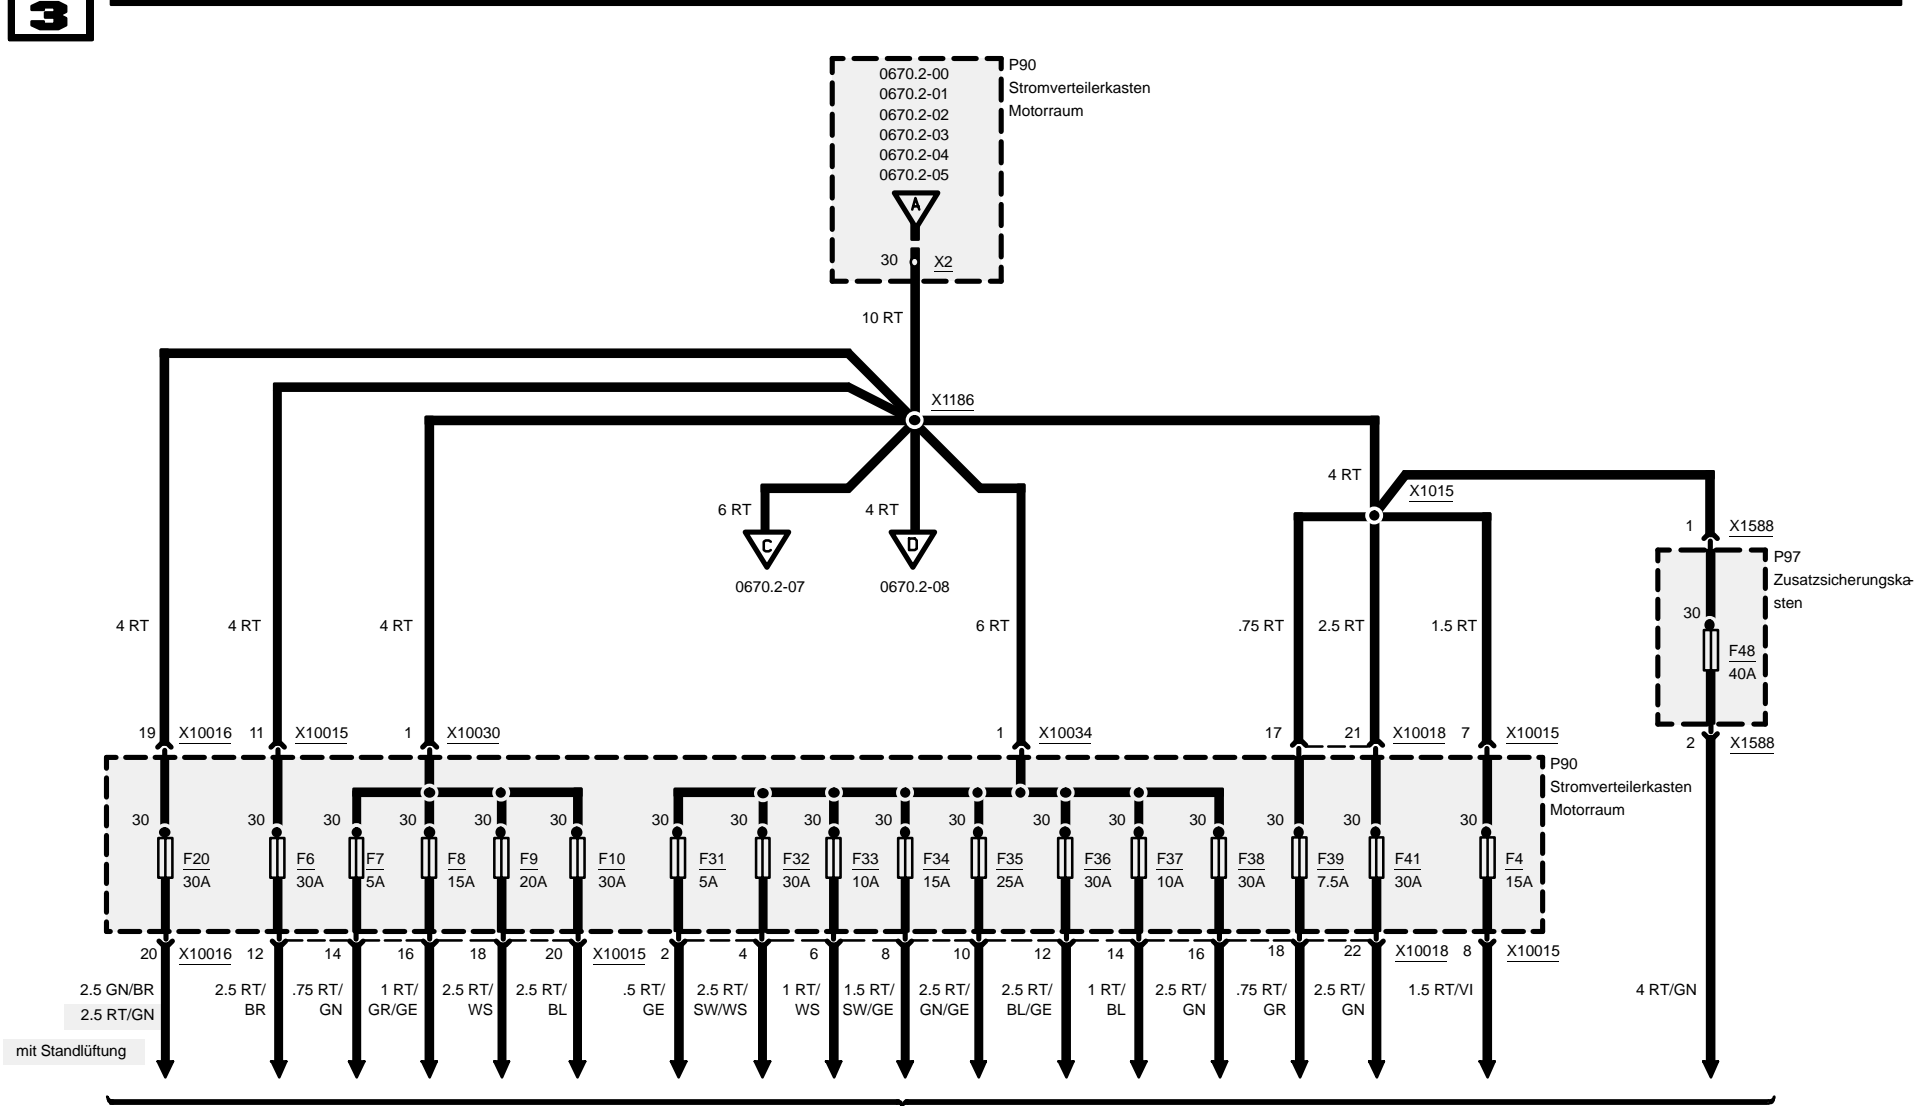 3
0670.2-00
0670.2-01
0670.2-02
0670.2-03
0670.2-04
0670.2-05
A
30 X2
P90
Stromverteilerkasten
Motorraum
10 RT
X1186
4 RT
X1015
6 RT 4 RT
C D
0670.2-07 0670.2-08
1 X1588
P97
Zusatzsicherungska-
sten
30
F48
40A
2 X1588
4 RT 4 RT 4 RT 6 RT .75 RT 2.5 RT 1.5 RT
19 X10016 11 X10015 1 X10030 1 X10034 17 21 X10018 7 X10015
P90
Stromverteilerkasten
Motorraum
30 30 30 30 30 30 30 30 30 30 30 30 30 30 30 30 30
F20 F6 F7 F8 F9 F10 F31 F32 F33 F34 F35 F36 F37 F38 F39 F41 F4
30A 30A 5A 15A 20A 30A 5A 30A 10A 15A 25A 30A 10A 30A 7.5A 30A 15A
20 X10016 12 14 16 18 20 X10015 2 4 6 8 10 12 14 16 18 22 X10018 8 X10015
2.5 GN/BR 2.5 RT/ .75 RT/ 1 RT/ 2.5 RT/ 2.5 RT/ .5 RT/ 2.5 RT/ 1 RT/ 1.5 RT/ 2.5 RT/ 2.5 RT/ 1 RT/ 2.5 RT/ .75 RT/ 2.5 RT/ 1.5 RT/VI 4 RT/GN
2.5 RT/GN BR GN GR/GE WS BL GE SW/WS WS SW/GE GN/GE BL/GE BL GN GR GN
mit Standlüftung